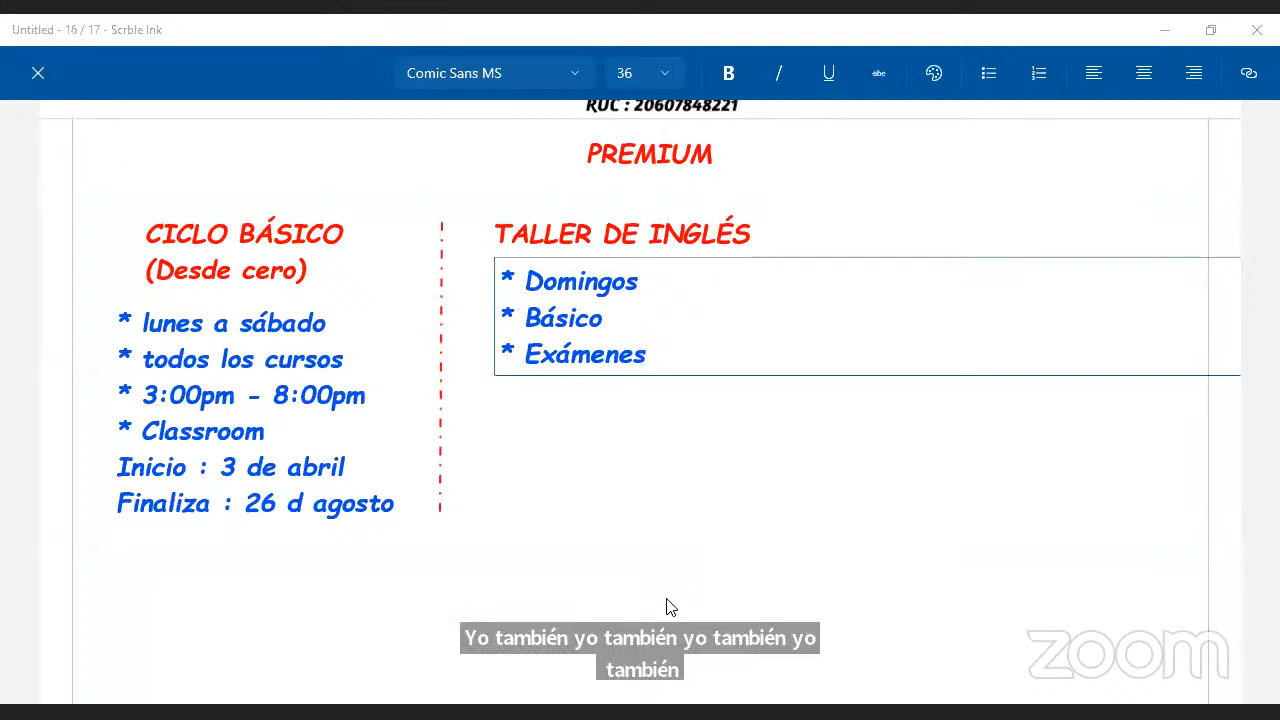 Untitled - 16 / 17 - Scrble Ink
Comic Sans MS
36
B
I
U
abc
RUC : 20607848221
PREMIUM
CICLO BÁSICO
(Desde cero)
* lunes a sábado
* todos los cursos
* 3:00pm - 8:00pm
* Classroom
Inicio : 3 de abril
Finaliza : 26 d agosto
TALLER DE INGLÉS
* Domingos
* Básico
* Exámenes
Yo también yo también yo también yo
también
zoom